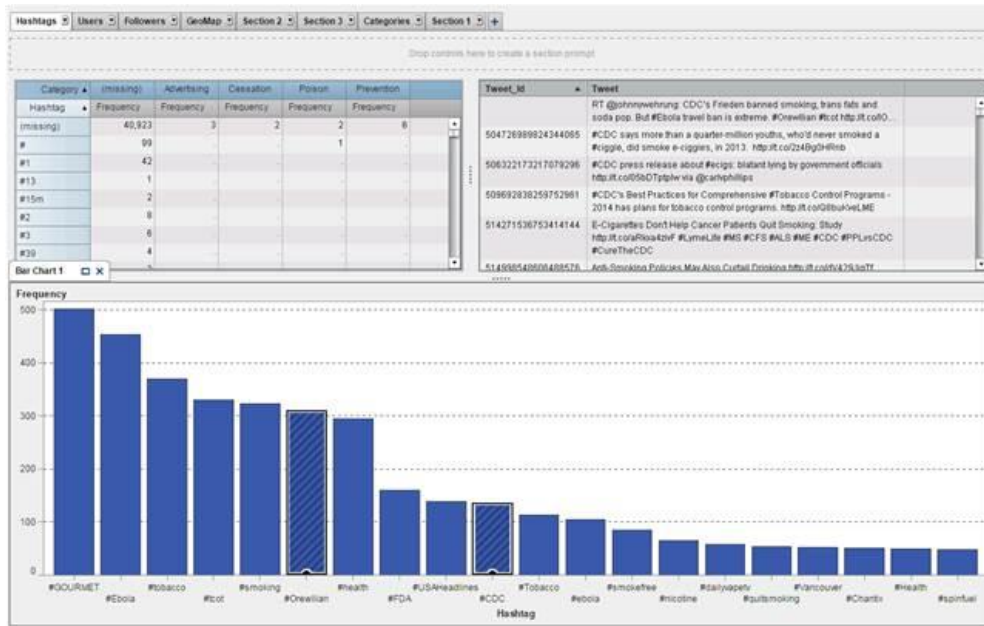 Hashtags Users Followers GeoMap Section 2 Section 3 Categories Section 1 +
Drop controls here to create a section prompt
Category (missing) Advertising Cessation Poison Prevention
Hashtag Frequency Frequency Frequency Frequency Frequency
(missing) 40,923 3 2 2 6
# 99 . . 1 .
#1 42
#13 1
#15m 2
#2 8
#3 6
#39 4
Tweet_Id Tweet
RT @johnnywehrung: CDC's Frieden banned smoking, trans fats and
soda pop. But #Ebola travel ban is extreme. #Orewllian #tcot
504726989824344065 #CDC says more than a quarter-million youths, who'd never smoked a
#ciggie, did smoke e-ciggies, in 2013.
506322173217079296 #CDC press release about #ecigs: blatant lying by government officials
via @carlvphillips
509692838259752961 #CDC's Best Practices for Comprehensive #Tobacco Control Programs -
2014 has plans for tobacco control programs.
514271536753414144 E-Cigarettes Don't Help Cancer Patients Quit Smoking: Study
#LymeLife #MS #CFS #ALS #ME #CDC #PPLvsCDC
#CureTheCDC
Anti-Smoking Policies May Also Curtail Drinking
Bar Chart 1
Frequency
500
400
300
200
100
0
#GOURMET #tobacco #smoking #health #USAHeadlines #Tobacco #smokefree #dailyvapetv #Vancouver #Health
#Ebola #tcot #Orewllian #FDA #CDC #ebola #nicotine #quitsmoking #Chantix #spinfuel
Hashtag